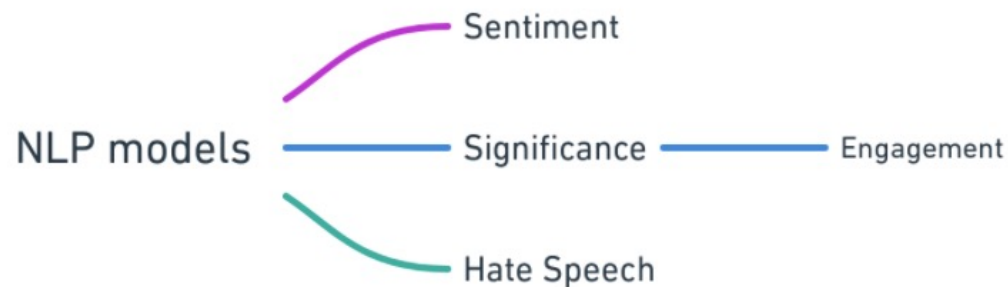 Sentiment
NLP models
Significance
Engagement
Hate Speech